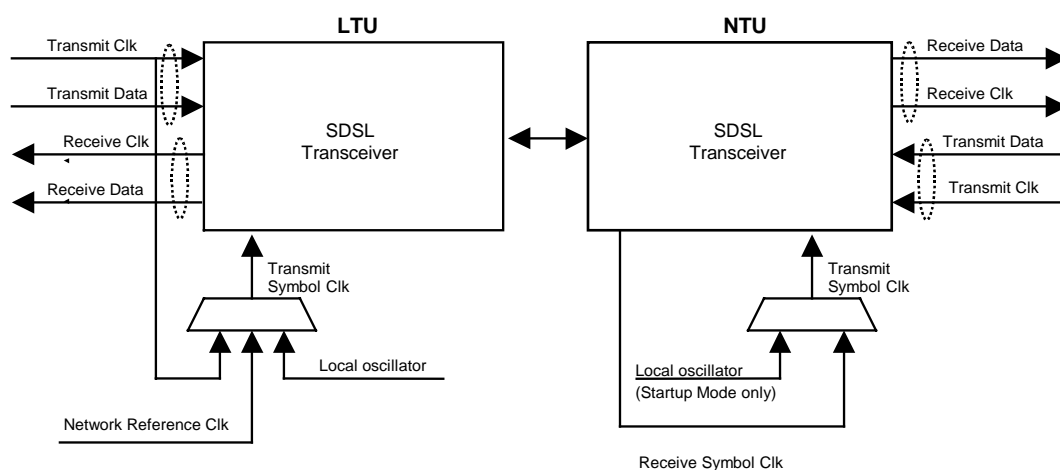 LTU
NTU
Transmit Clk
Transmit Data
Receive Clk
Receive Data
SDSL
Transceiver
SDSL
Transceiver
Receive Data
Receive Clk
Transmit Data
Transmit Clk
Transmit
Symbol Clk
Local oscillator
Network Reference Clk
Transmit
Symbol Clk
Local oscillator
(Startup Mode only)
Receive Symbol Clk